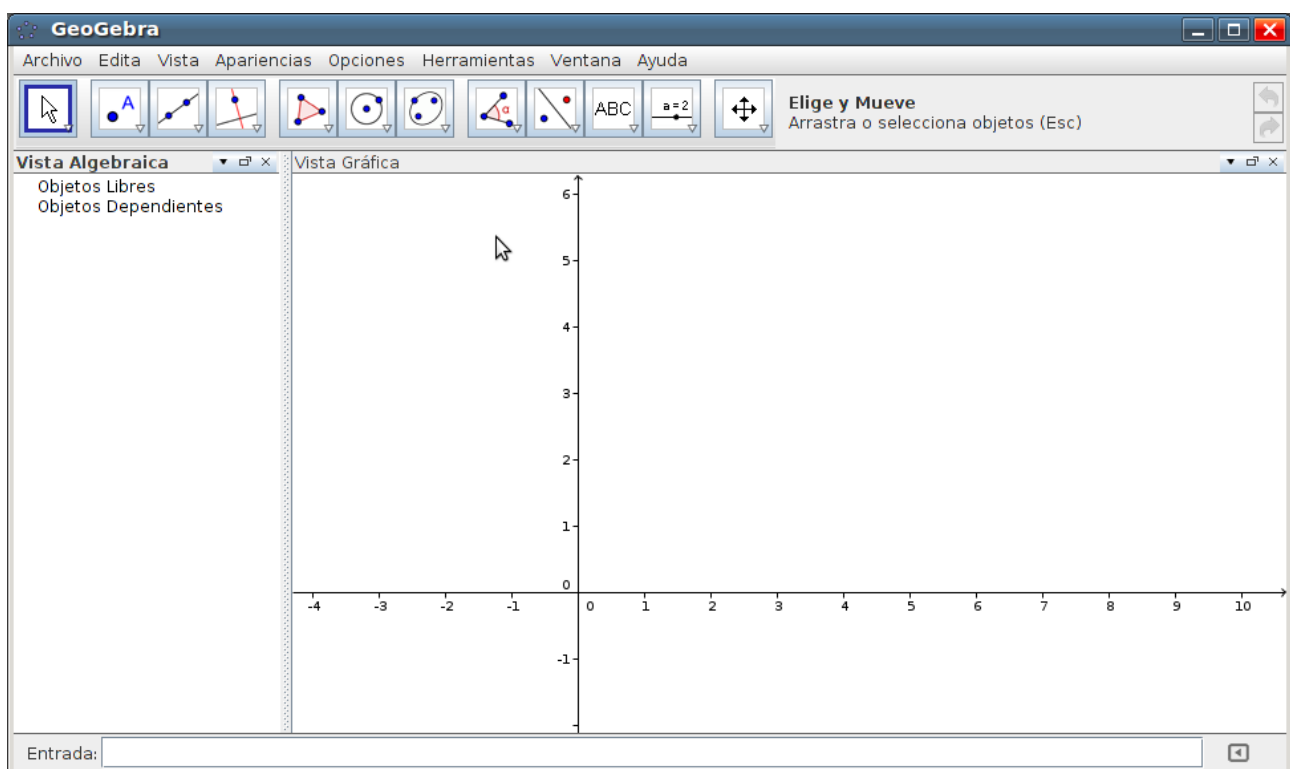 GeoGebra
Archivo Edita Vista Apariencias Opciones Herramientas Ventana Ayuda
A α ABC a=2
Elige y Mueve
Arrastra o selecciona objetos (Esc)
Vista Algebraica
Vista Gráfica
Objetos Libres
Objetos Dependientes
6
5
4
3
2
1
0
-4 -3 -2 -1 0 1 2 3 4 5 6 7 8 9 10
-1
Entrada: